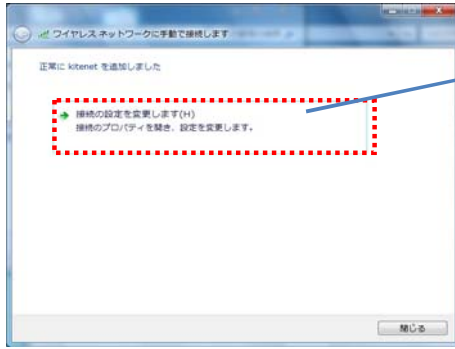 ワイヤレス ネットワークに手動で接続します
正常に kitenet を追加しました
接続の設定を変更します(H)
接続のプロパティを開き、設定を変更します。
閉じる